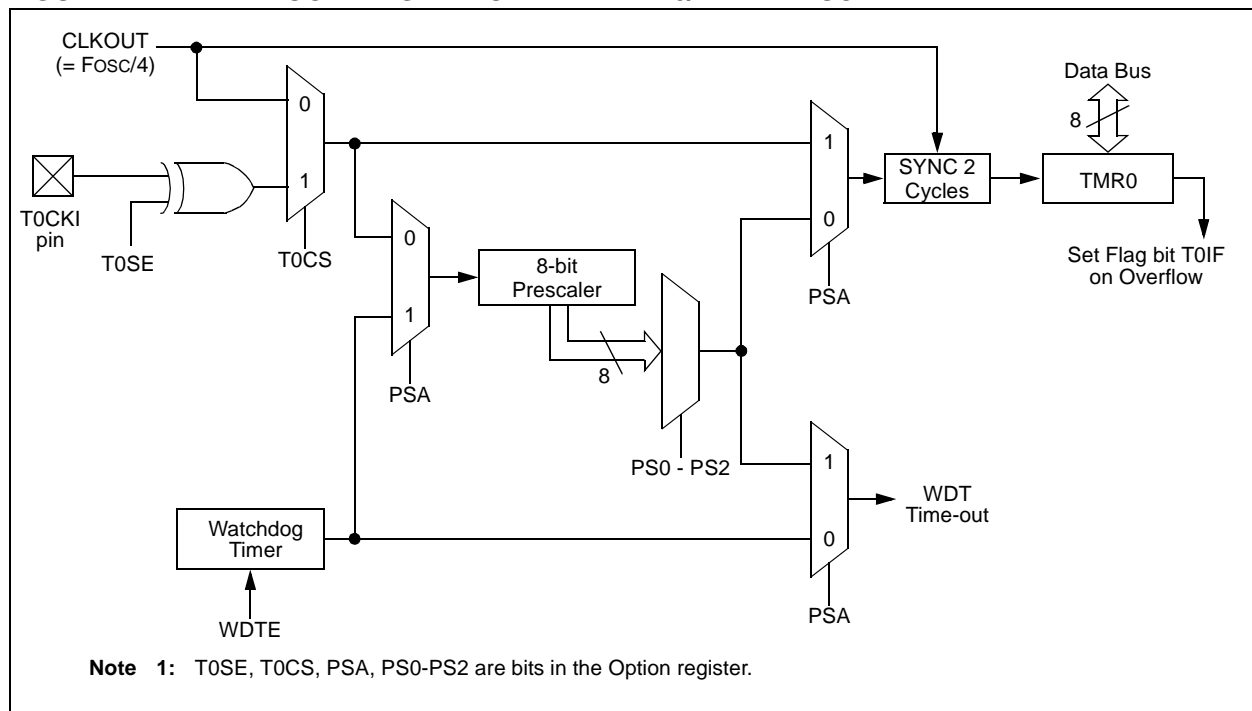 CLKOUT
(= FOSC/4)
Data Bus
0
8
1
T0CKI
pin
T0SE
T0CS
0
1
PSA
8-bit
Prescaler
8
PS0 - PS2
1
0
PSA
SYNC 2
Cycles
TMR0
Set Flag bit T0IF
on Overflow
Watchdog
Timer
WDTE
1
0
PSA
WDT
Time-out
Note 1: T0SE, T0CS, PSA, PS0-PS2 are bits in the Option register.